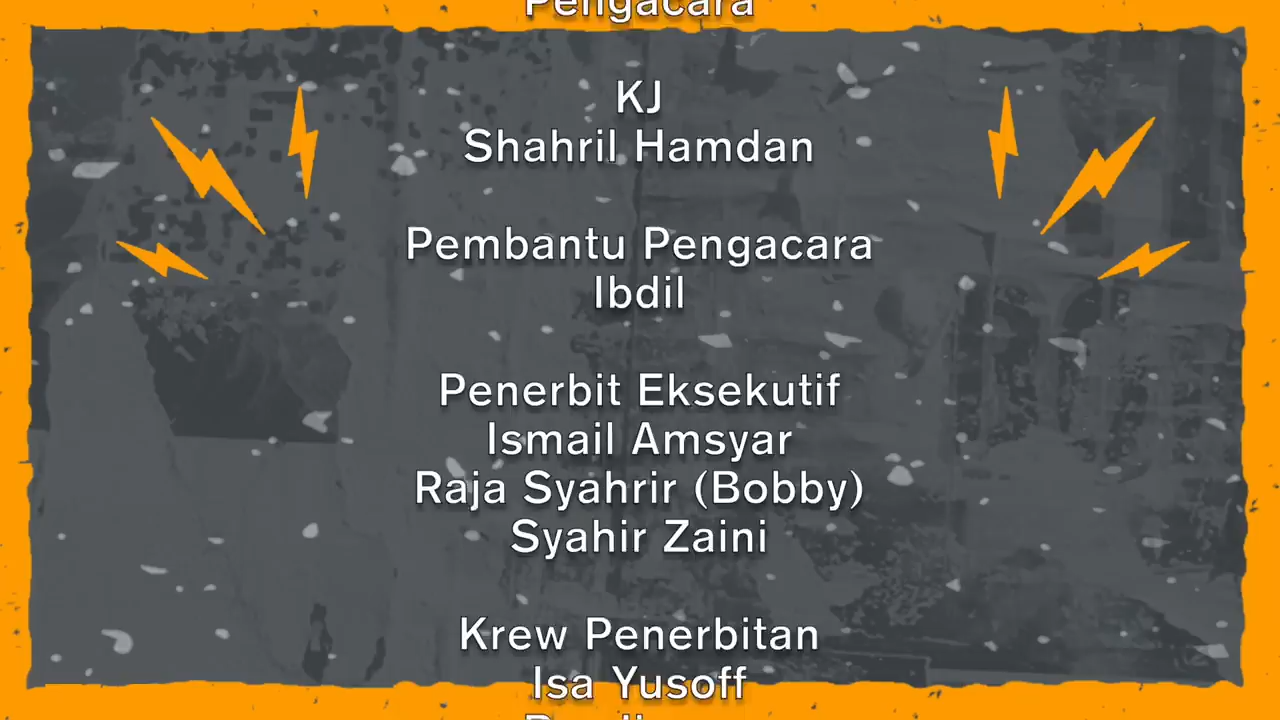 Pengacara
KJ
Shahril Hamdan
Pembantu Pengacara
Ibdil
Penerbit Eksekutif
Ismail Amsyar
Raja Syahrir (Bobby)
Syahir Zaini
Krew Penerbitan
Isa Yusoff